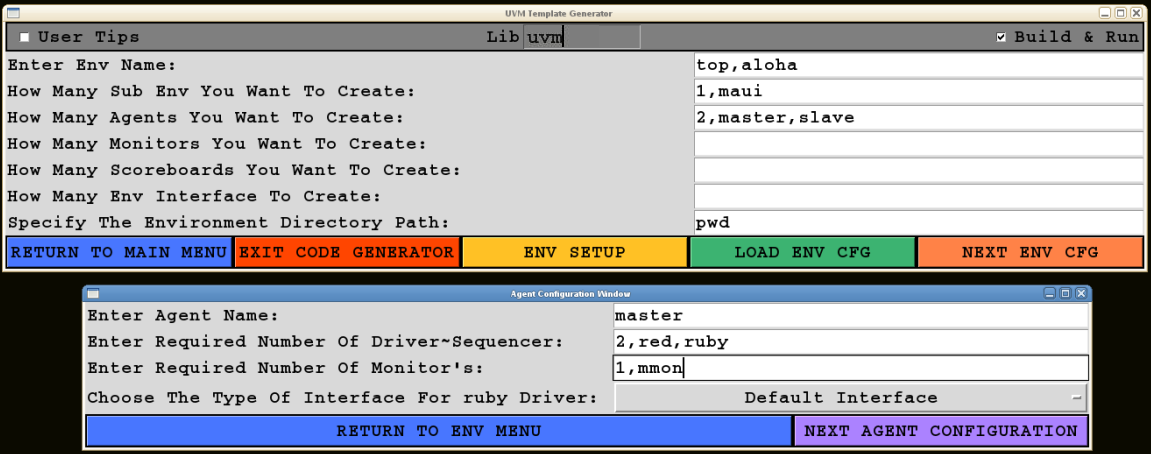 UVM Template Generator
User Tips Lib uvm Build & Run
Enter Env Name: top,aloha
How Many Sub Env You Want To Create: 1,maui
How Many Agents You Want To Create: 2,master,slave
How Many Monitors You Want To Create:
How Many Scoreboards You Want To Create:
How Many Env Interface To Create:
Specify The Environment Directory Path: pwd
RETURN TO MAIN MENU EXIT CODE GENERATOR ENV SETUP LOAD ENV CFG NEXT ENV CFG
Agent Configuration Window
Enter Agent Name: master
Enter Required Number Of Driver~Sequencer: 2,red,ruby
Enter Required Number Of Monitor's: 1,mmon
Choose The Type Of Interface For ruby Driver: Default Interface
RETURN TO ENV MENU NEXT AGENT CONFIGURATION